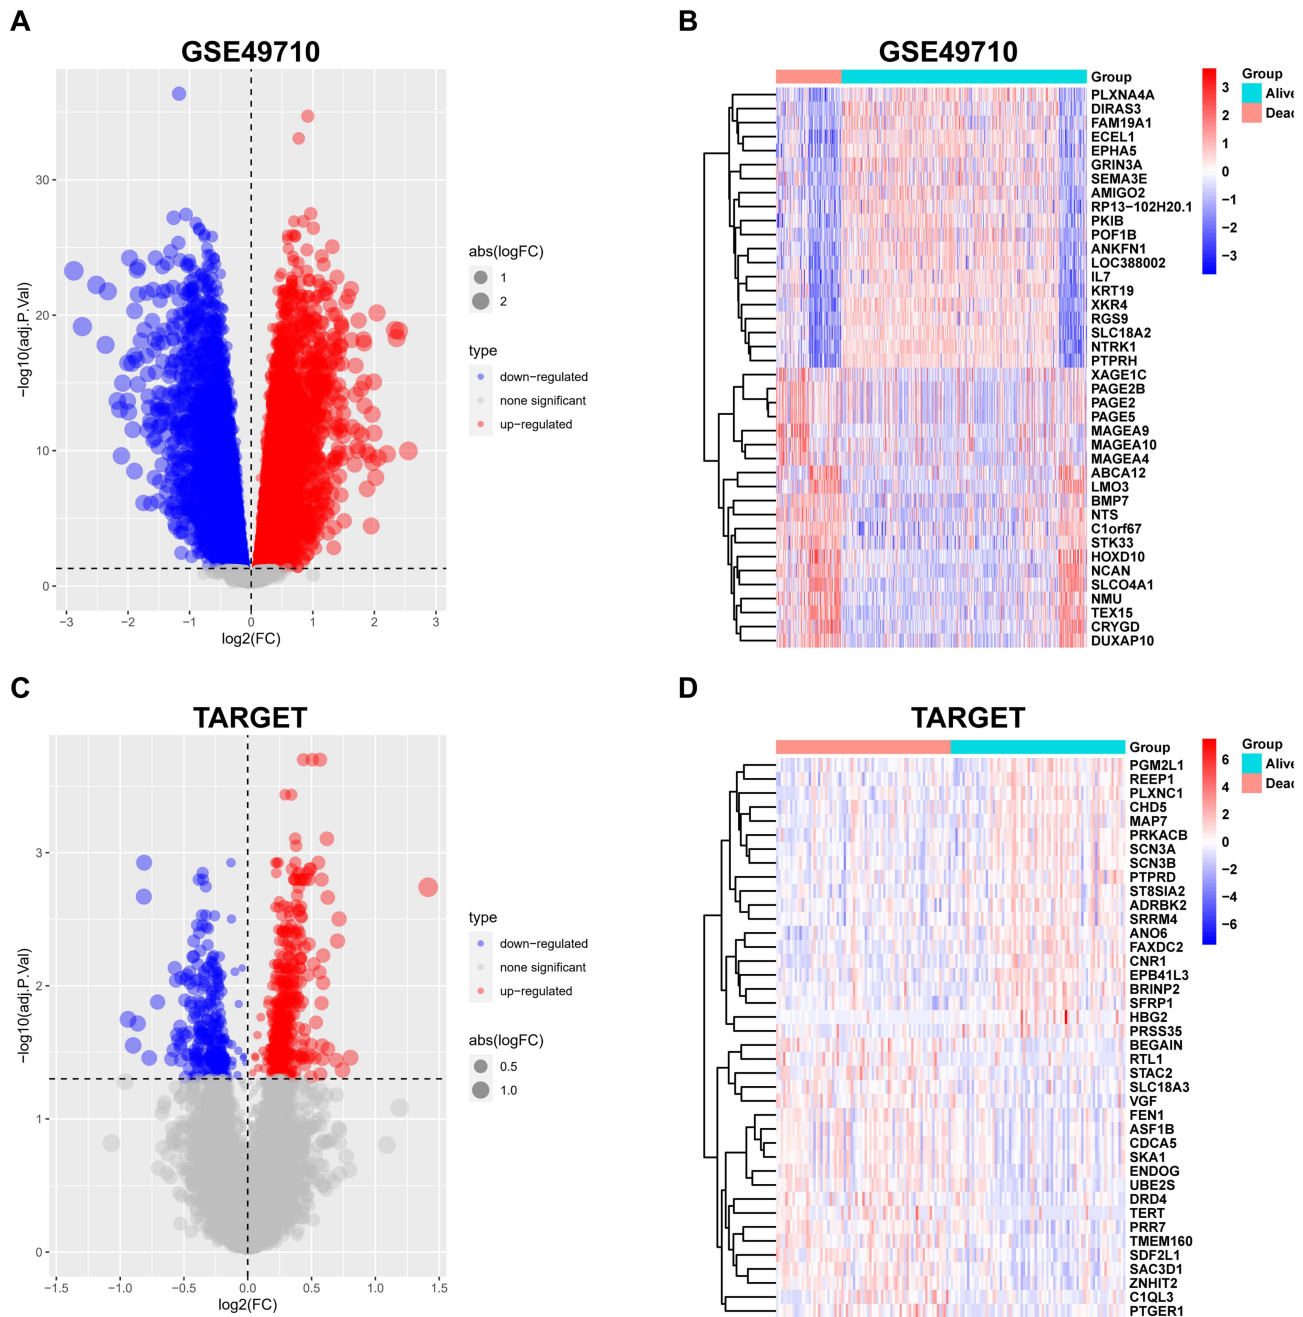 A
GSE49710
−log10(adj.P.Val)
30
20
10
0
−3
−2
−1
0
1
2
3
log2(FC)
abs(logFC)
1
2
type
down−regulated
none significant
up−regulated
B
GSE49710
Group
PLXNA4A
DIRAS3
FAM19A1
ECEL1
EPHA5
GRIN3A
SEMA3E
AMIGO2
RP13−102H20.1
PKIB
POF1B
ANKFN1
LOC388002
IL7
KRT19
XKR4
RGS9
SLC18A2
NTRK1
PTPRH
XAGE1C
PAGE2B
PAGE2
PAGE5
MAGEA9
MAGEA10
MAGEA4
ABCA12
LMO3
BMP7
NTS
C1orf67
STK33
HOXD10
NCAN
SLCO4A1
NMU
TEX15
CRYGD
DUXAP10
3
2
1
0
−1
−2
−3
Group
Alive
Dead
C
TARGET
−log10(adj.P.Val)
3
2
1
0
−1.5
−1.0
−0.5
0.0
0.5
1.0
1.5
log2(FC)
type
down−regulated
none significant
up−regulated
abs(logFC)
0.5
1.0
D
TARGET
Group
PGM2L1
REEP1
PLXNC1
CHD5
MAP7
PRKACB
SCN3A
SCN3B
PTPRD
ST8SIA2
ADRBK2
SRRM4
ANO6
FAXDC2
CNR1
EPB41L3
BRINP2
SFRP1
HBG2
PRSS35
BEGAIN
RTL1
STAC2
SLC18A3
VGF
FEN1
ASF1B
CDCA5
SKA1
ENDOG
UBE2S
DRD4
TERT
PRR7
TMEM160
SDF2L1
SAC3D1
ZNHIT2
C1QL3
PTGER1
6
4
2
0
−2
−4
−6
Group
Alive
Dead